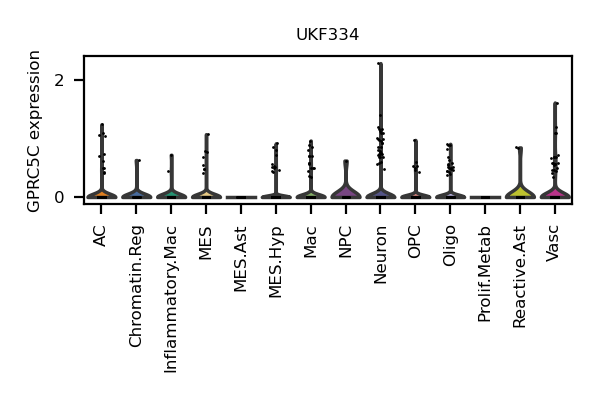 UKF334
GPRC5C expression
2
0
AC
Chromatin.Reg
Inflammatory.Mac
MES
MES.Ast
MES.Hyp
Mac
NPC
Neuron
OPC
Oligo
Prolif.Metab
Reactive.Ast
Vasc